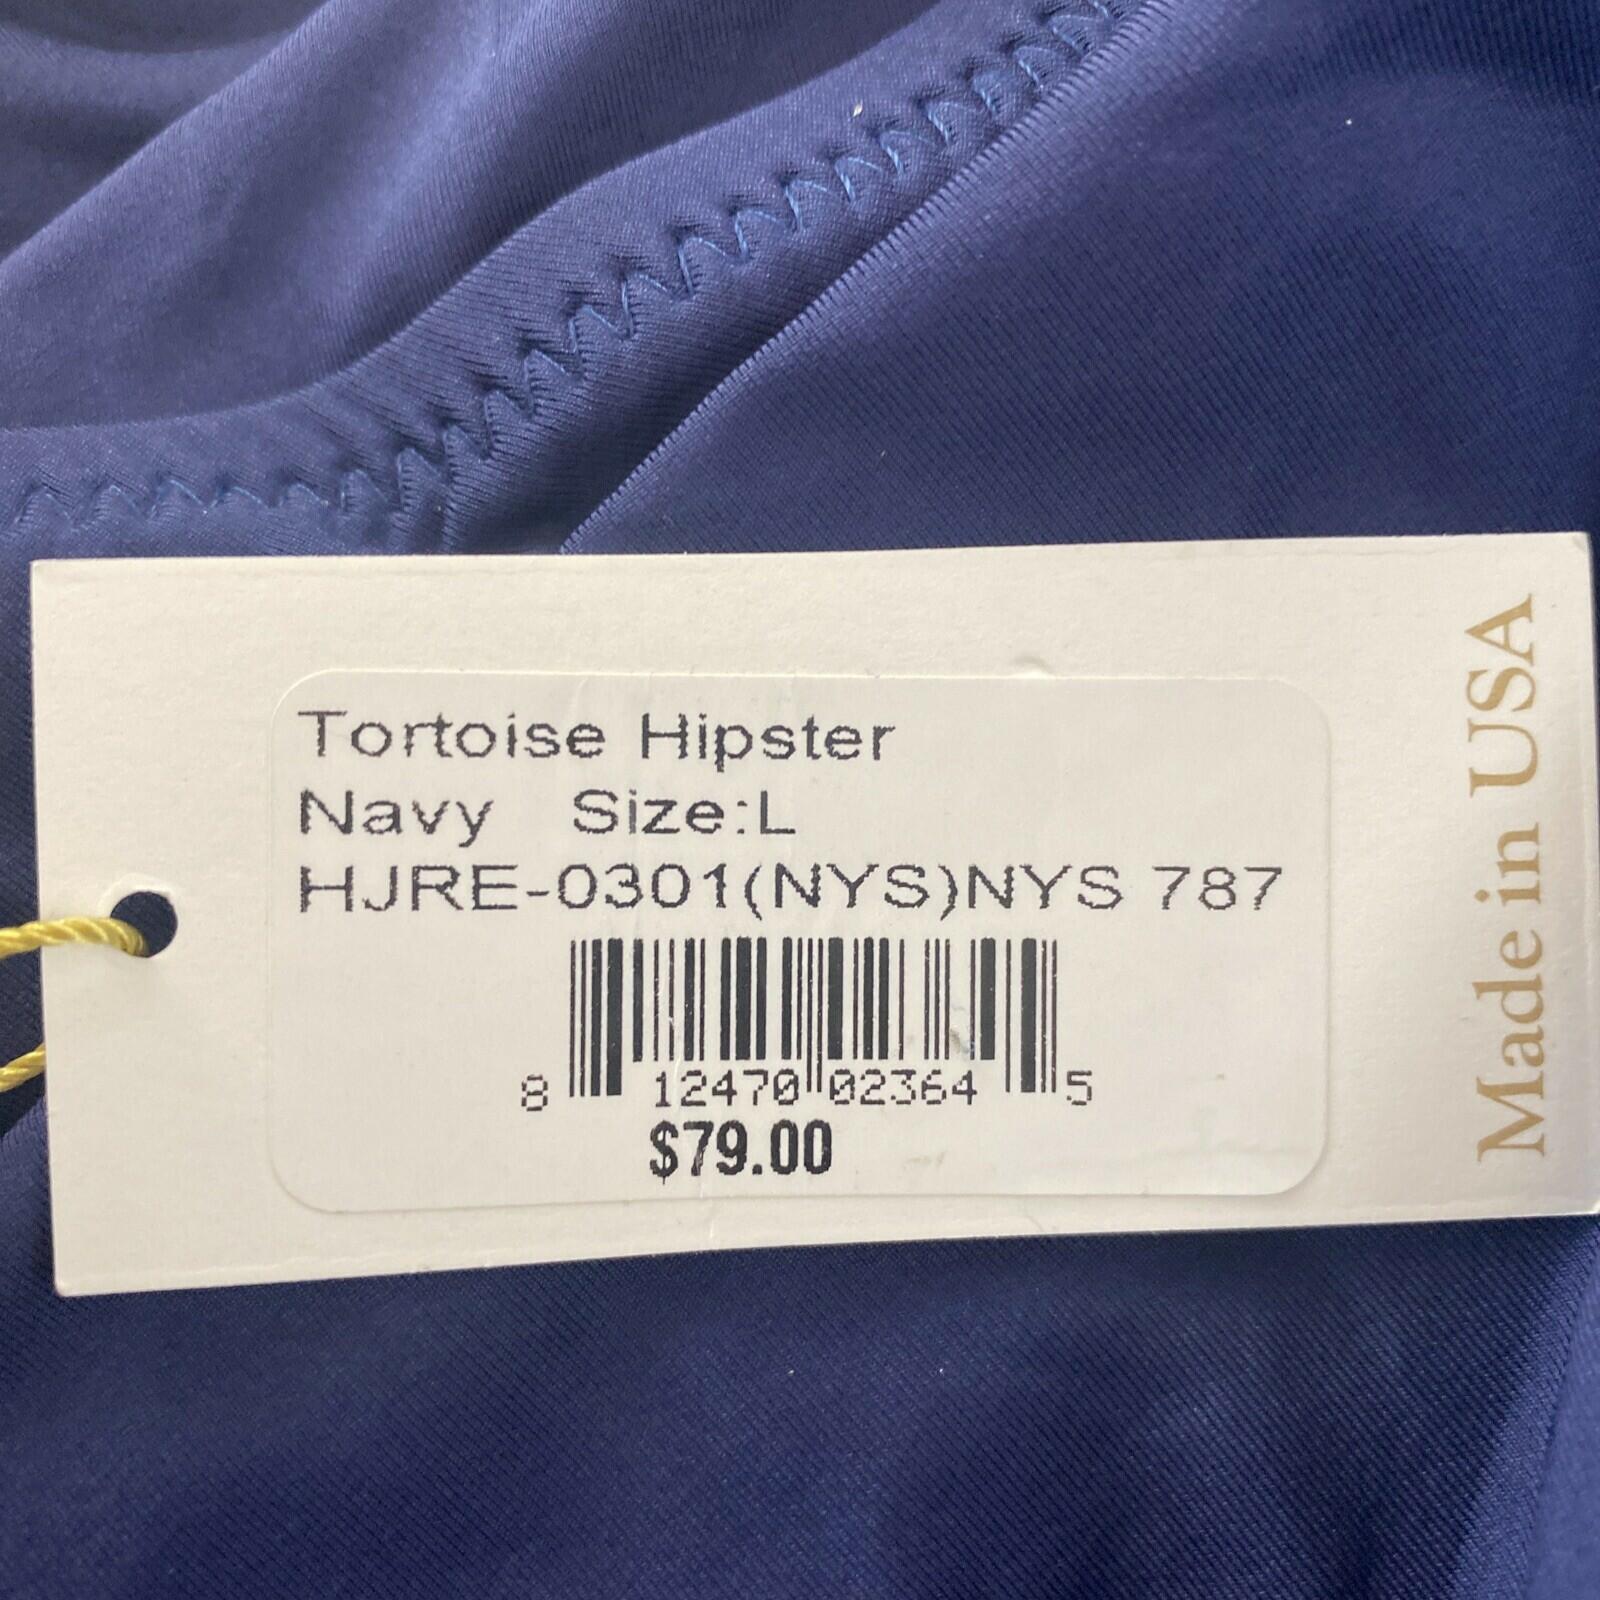 Tortoise Hipster
Navy Size:L
HJRE-0301(NYS)NYS 787
8 12470 02364 5
$79.00
Made in USA